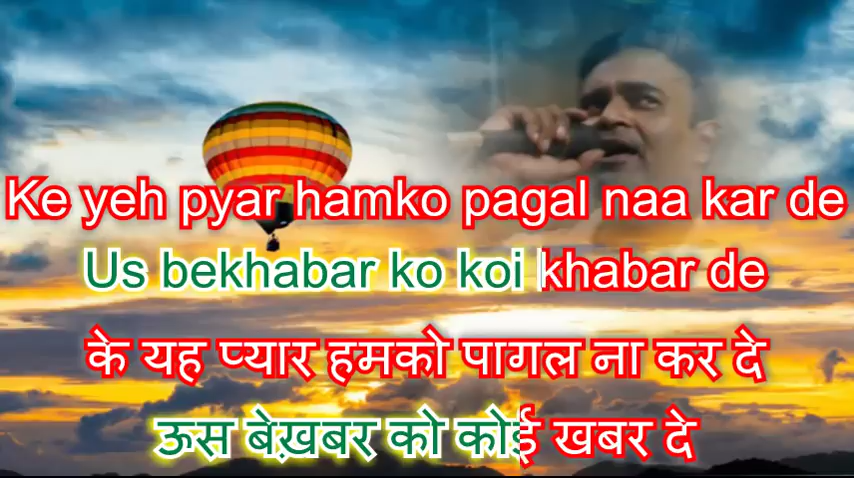 Ke yeh pyar hamko pagal naa kar de
Us bekhabar ko koi khabar de
के यह प्यार हमको पागल ना कर दे
ऊस बेख़बर को कोई खबर दे